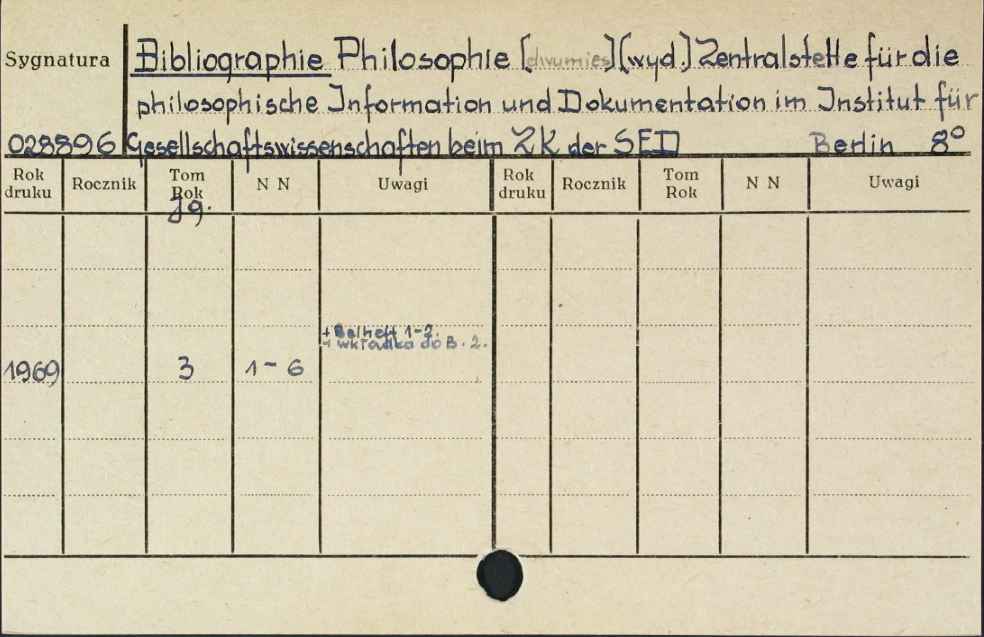 Sygnatura
Bibliographie Philosophie [dwumies] [wyd.] Zentralstelle für die
philosophische Information und Dokumentation im Institut für
028896 Gesellschaftswissenschaften beim ZK der SED Berlin 8°
Rok druku Rocznik Tom Rok N N Uwagi Rok druku Rocznik Tom Rok N N Uwagi
Jg.
+ Beiheft 1-2.
+ wkładka do B. 2.
1969 3 1-6